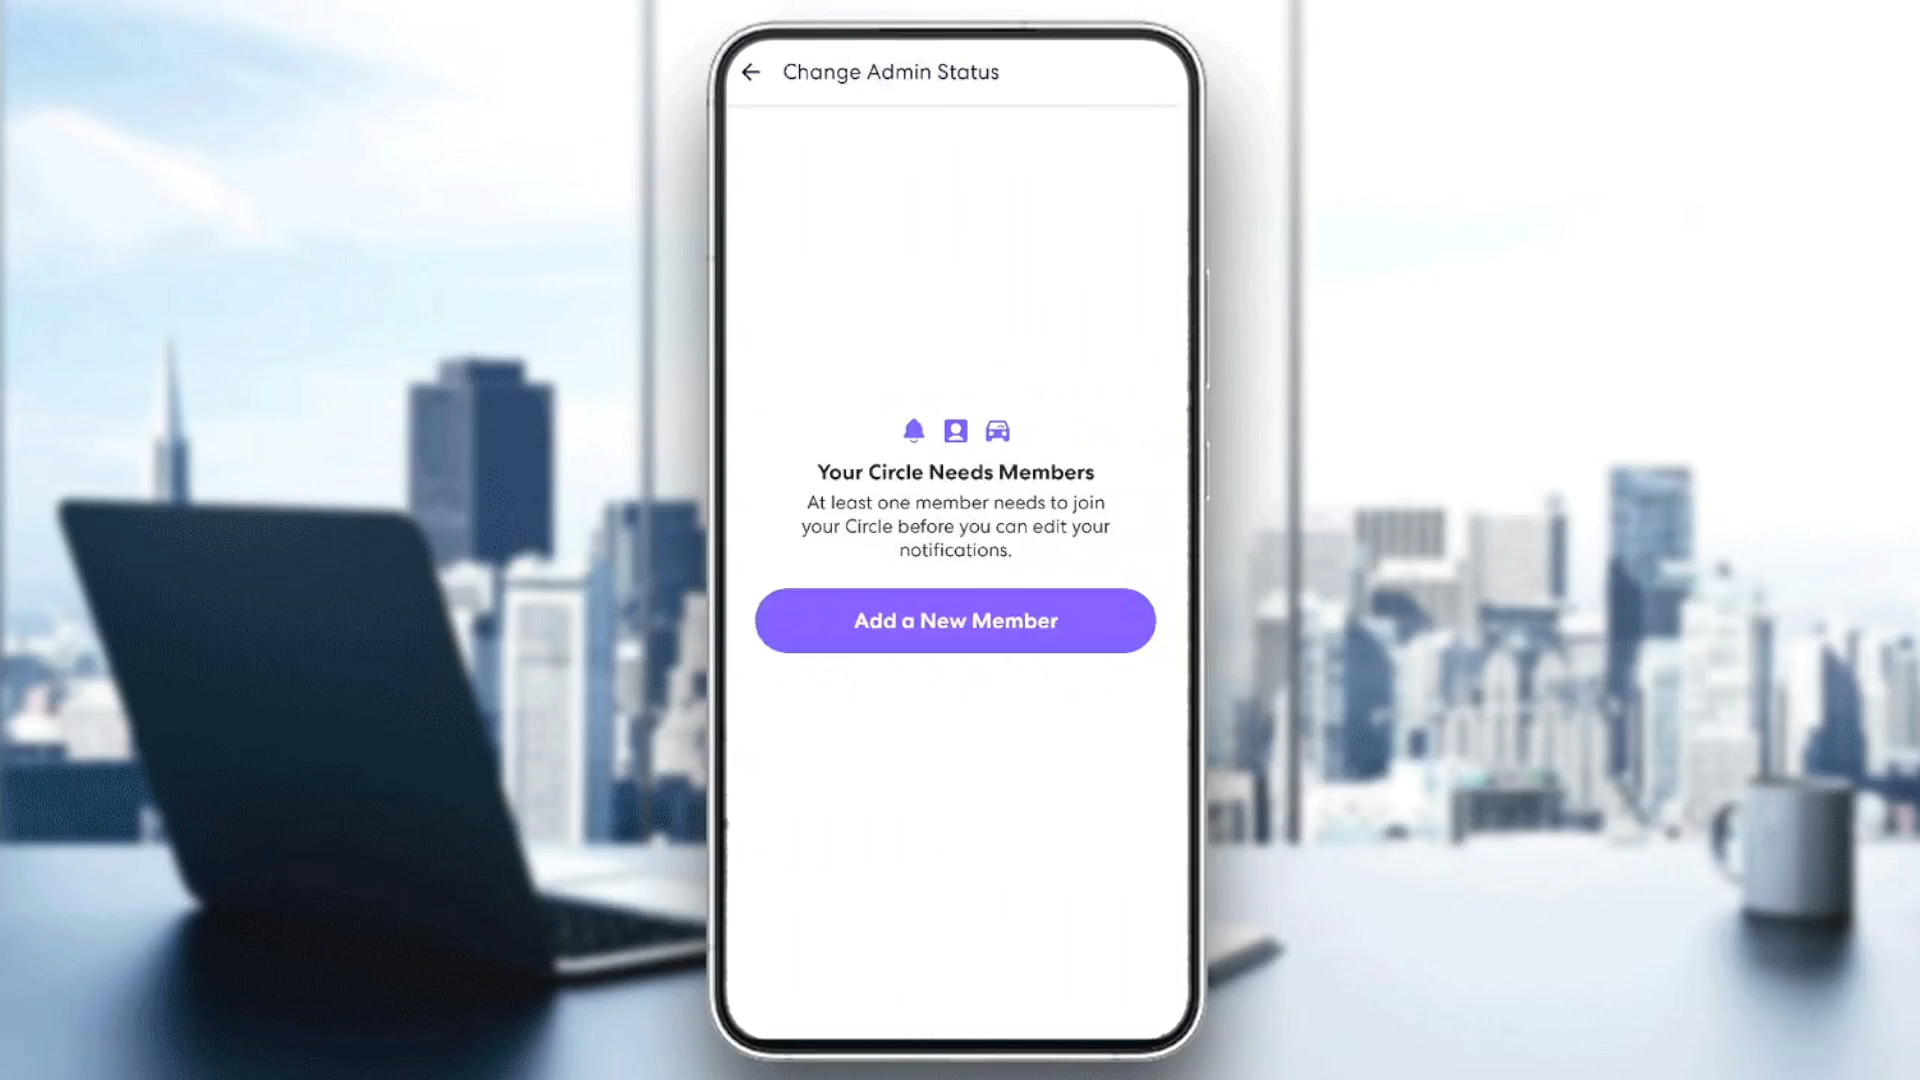 Change Admin Status
Your Circle Needs Members
At least one member needs to join
your Circle before you can edit your
notifications.
Add a New Member